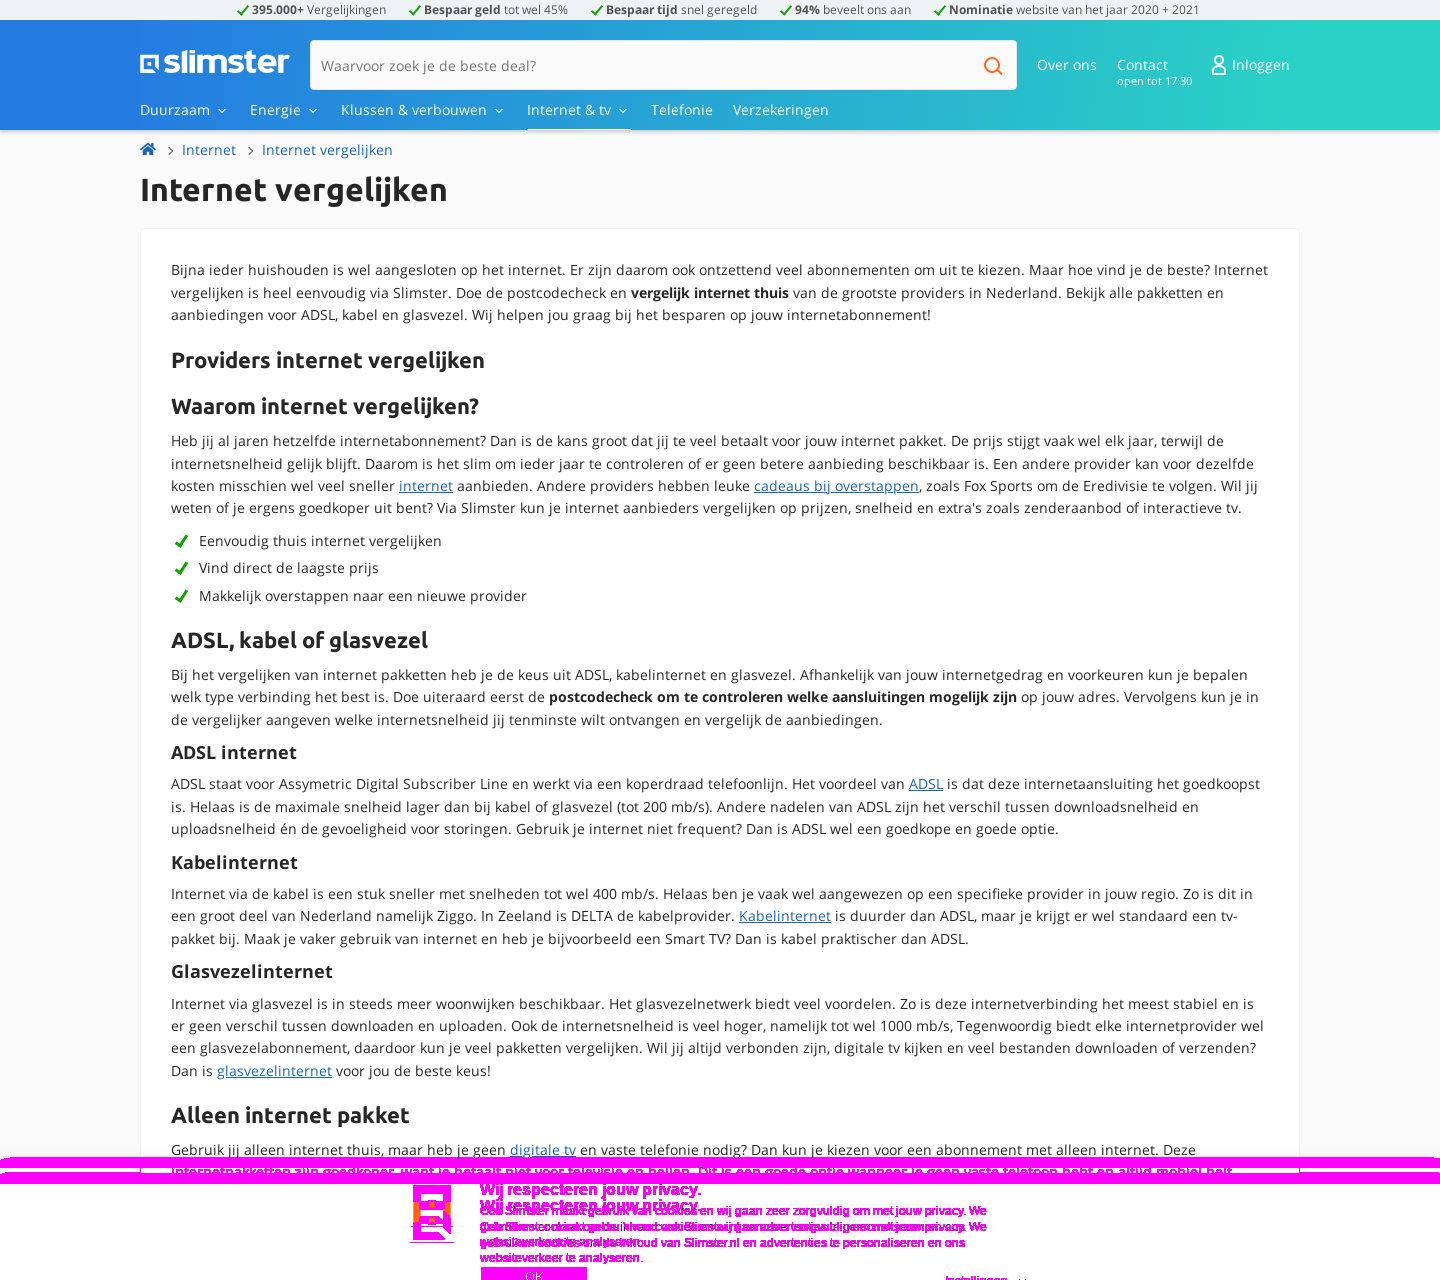 395.000+ Vergelijkingen Bespaar geld tot wel 45% Bespaar tijd snel geregeld 94% beveelt ons aan Nominatie website van het jaar 2020 + 2021
slimster
Waarvoor zoek je de beste deal?
Over ons Contact Inloggen
open tot 17:30
Duurzaam Energie Klussen & verbouwen Internet & tv Telefonie Verzekeringen
Internet Internet vergelijken
Internet vergelijken
Bijna ieder huishouden is wel aangesloten op het internet. Er zijn daarom ook ontzettend veel abonnementen om uit te kiezen. Maar hoe vind je de beste? Internet
vergelijken is heel eenvoudig via Slimster. Doe de postcodecheck en vergelijk internet thuis van de grootste providers in Nederland. Bekijk alle pakketten en
aanbiedingen voor ADSL, kabel en glasvezel. Wij helpen jou graag bij het besparen op jouw internetabonnement!
Providers internet vergelijken
Waarom internet vergelijken?
Heb jij al jaren hetzelfde internetabonnement? Dan is de kans groot dat jij te veel betaalt voor jouw internet pakket. De prijs stijgt vaak wel elk jaar, terwijl de
internetsnelheid gelijk blijft. Daarom is het slim om ieder jaar te controleren of er geen betere aanbieding beschikbaar is. Een andere provider kan voor dezelfde
kosten misschien wel veel sneller internet aanbieden. Andere providers hebben leuke cadeaus bij overstappen, zoals Fox Sports om de Eredivisie te volgen. Wil jij
weten of je ergens goedkoper uit bent? Via Slimster kun je internet aanbieders vergelijken op prijzen, snelheid en extra's zoals zenderaanbod of interactieve tv.
Eenvoudig thuis internet vergelijken
Vind direct de laagste prijs
Makkelijk overstappen naar een nieuwe provider
ADSL, kabel of glasvezel
Bij het vergelijken van internet pakketten heb je de keus uit ADSL, kabelinternet en glasvezel. Afhankelijk van jouw internetgedrag en voorkeuren kun je bepalen
welk type verbinding het best is. Doe uiteraard eerst de postcodecheck om te controleren welke aansluitingen mogelijk zijn op jouw adres. Vervolgens kun je in
de vergelijker aangeven welke internetsnelheid jij tenminste wilt ontvangen en vergelijk de aanbiedingen.
ADSL internet
ADSL staat voor Assymetric Digital Subscriber Line en werkt via een koperdraad telefoonlijn. Het voordeel van ADSL is dat deze internetaansluiting het goedkoopst
is. Helaas is de maximale snelheid lager dan bij kabel of glasvezel (tot 200 mb/s). Andere nadelen van ADSL zijn het verschil tussen downloadsnelheid en
uploadsnelheid én de gevoeligheid voor storingen. Gebruik je internet niet frequent? Dan is ADSL wel een goedkope en goede optie.
Kabelinternet
Internet via de kabel is een stuk sneller met snelheden tot wel 400 mb/s. Helaas ben je vaak wel aangewezen op een specifieke provider in jouw regio. Zo is dit in
een groot deel van Nederland namelijk Ziggo. In Zeeland is DELTA de kabelprovider. Kabelinternet is duurder dan ADSL, maar je krijgt er wel standaard een tv-
pakket bij. Maak je vaker gebruik van internet en heb je bijvoorbeeld een Smart TV? Dan is kabel praktischer dan ADSL.
Glasvezelinternet
Internet via glasvezel is in steeds meer woonwijken beschikbaar. Het glasvezelnetwerk biedt veel voordelen. Zo is deze internetverbinding het meest stabiel en is
er geen verschil tussen downloaden en uploaden. Ook de internetsnelheid is veel hoger, namelijk tot wel 1000 mb/s, Tegenwoordig biedt elke internetprovider wel
een glasvezelabonnement, daardoor kun je veel pakketten vergelijken. Wil jij altijd verbonden zijn, digitale tv kijken en veel bestanden downloaden of verzenden?
Dan is glasvezelinternet voor jou de beste keus!
Alleen internet pakket
Gebruik jij alleen internet thuis, maar heb je geen digitale tv en vaste telefonie nodig? Dan kun je kiezen voor een abonnement met alleen internet. Deze
internetpakketten zijn goedkoper, want je betaalt niet voor televisie en bellen. Dit is een goede optie wanneer je geen vaste telefoon hebt en altijd mobiel belt.
Wij respecteren jouw privacy.
Wij respecteren jouw privacy.
Ook Slimster maakt gebruik van cookies en wij gaan zeer zorgvuldig om met jouw privacy. We
gebruiken cookies om de inhoud van Slimster.nl en advertenties te personaliseren en ons
websiteverkeer te analyseren.
OK
Instellingen